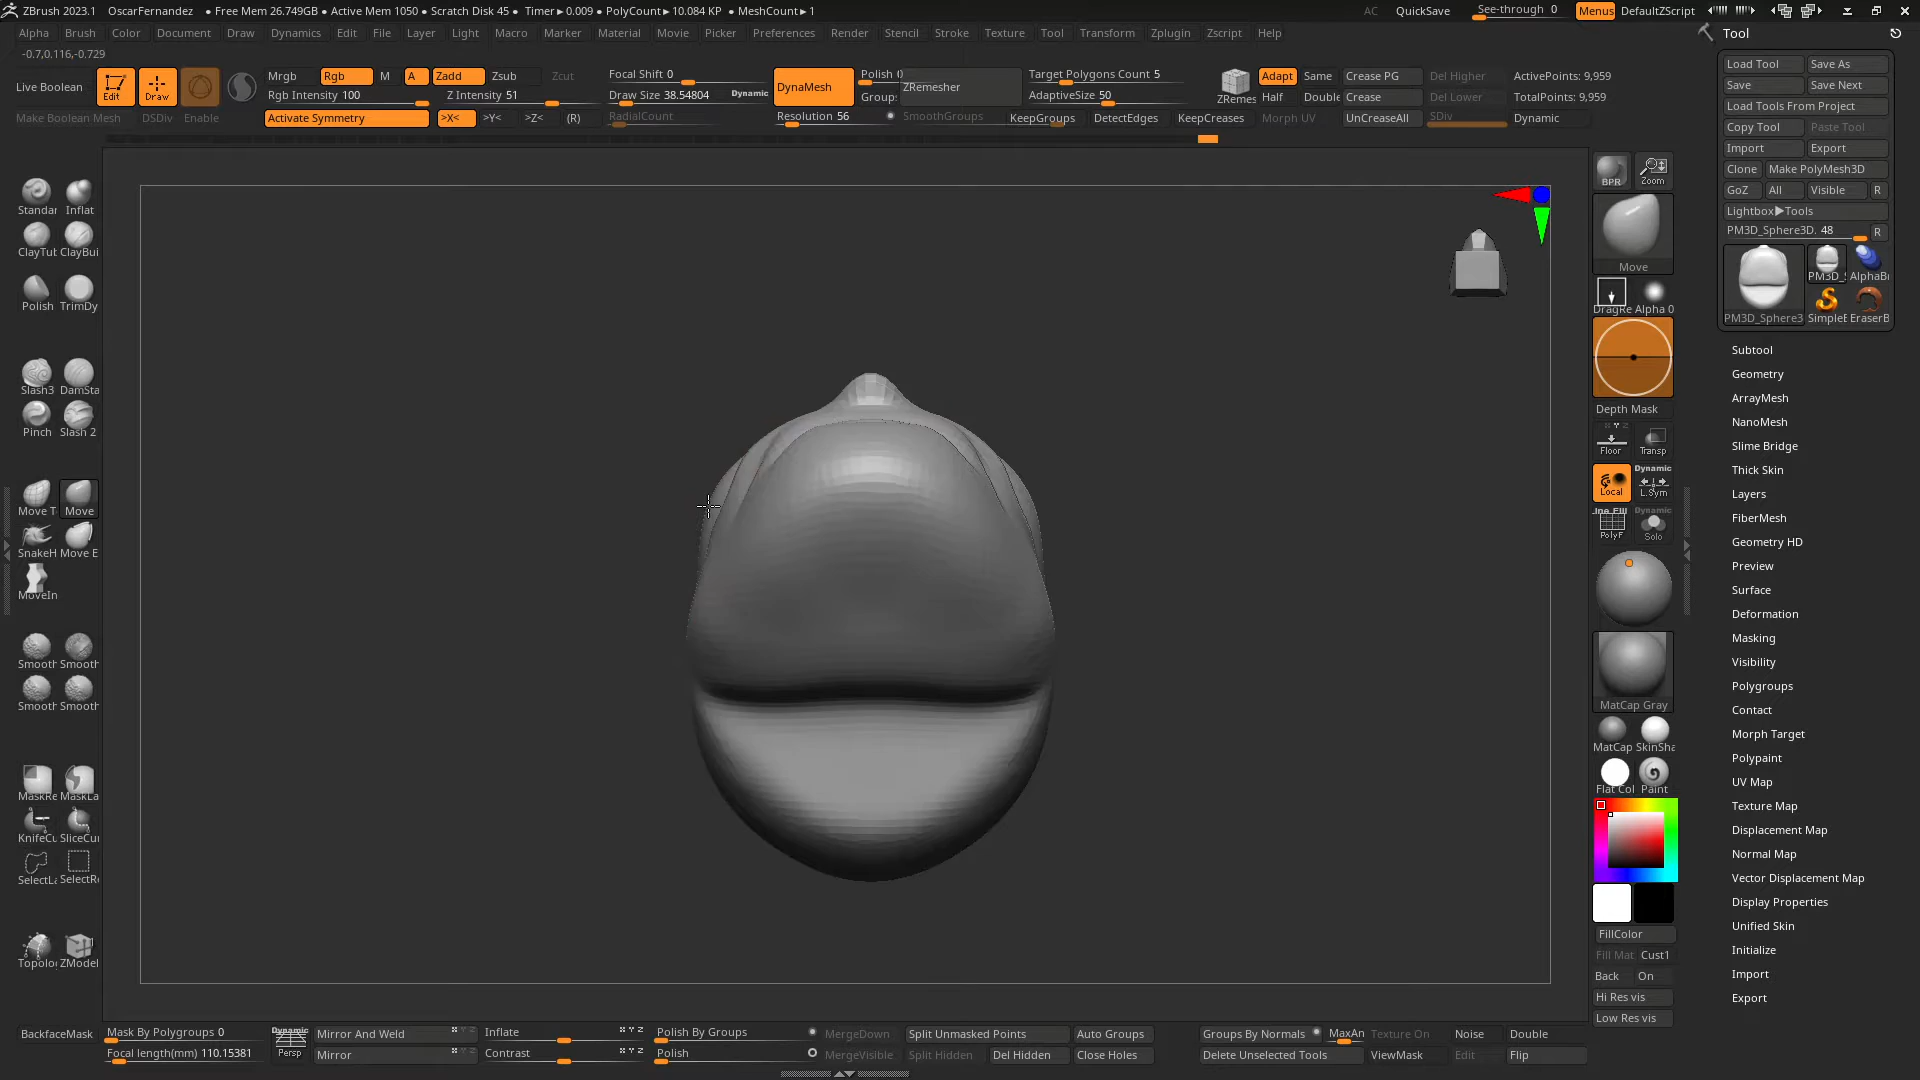 ZBrush 2023.1 OscarFernandez • Free Mem 26.749GB • Active Mem 1050 • Scratch Disk 45 • Timer▸0.009 • PolyCount▸10.084 KP • MeshCount▸1 AC QuickSave See-through 0 Menus DefaultZScript
Alpha Brush Color Document Draw Dynamics Edit File Layer Light Macro Marker Material Movie Picker Preferences Render Stencil Stroke Texture Tool Transform Zplugin Zscript Help
-0.7,0.116,-0.729
Live Boolean Edit Draw Mrgb Rgb M A Zadd Zsub Zcut Focal Shift 0 DynaMesh Polish ZRemesher Target Polygons Count 5 Adapt Same Crease PG Del Higher ActivePoints: 9,959
Rgb Intensity 100 Z Intensity 51 Draw Size 38.54804 Dynamic Group AdaptiveSize 50 ZRemes Half Double Crease Del Lower TotalPoints: 9,959
Make Boolean Mesh DSDiv Enable Activate Symmetry >X< >Y< >Z< (R) RadialCount Resolution 56 SmoothGroups KeepGroups DetectEdges KeepCreases Morph UV UnCreaseAll SDiv Dynamic
Standar Inflat
ClayTub ClayBui
Polish TrimDy
Slash3 DamSta
Pinch Slash 2
Move T Move
SnakeH Move E
MoveIn
Smooth Smooth
Smooth Smooth
MaskRe MaskLa
KnifeCu SliceCur
SelectLa SelectRe
Topolo ZModel
BPR Zoom
Move
DragRe Alpha 0
Depth Mask
Floor Transp
Dynamic
Local L.Sym
Line Fill Dynamic
PolyF Solo
MatCap Gray
MatCap SkinSha
Flat Col Paint
FillColor
Fill Mat Cust1
Back On
Hi Res vis
Low Res vis
Tool
Load Tool Save As
Save Save Next
Load Tools From Project
Copy Tool Paste Tool
Import Export
Clone Make PolyMesh3D
GoZ All Visible R
Lightbox▶Tools
PM3D_Sphere3D. 48 R
PM3D_S AlphaBr
PM3D_Sphere3 SimpleB EraserB
Subtool
Geometry
ArrayMesh
NanoMesh
Slime Bridge
Thick Skin
Layers
FiberMesh
Geometry HD
Preview
Surface
Deformation
Masking
Visibility
Polygroups
Contact
Morph Target
Polypaint
UV Map
Texture Map
Displacement Map
Normal Map
Vector Displacement Map
Display Properties
Unified Skin
Initialize
Import
Export
BackfaceMask Mask By Polygroups 0 Dynamic Mirror And Weld Inflate Polish By Groups MergeDown Split Unmasked Points Auto Groups Groups By Normals MaxAn Texture On Noise Double
Focal length(mm) 110.15381 Persp Mirror Contrast Polish MergeVisible Split Hidden Del Hidden Close Holes Delete Unselected Tools ViewMask Edit Flip